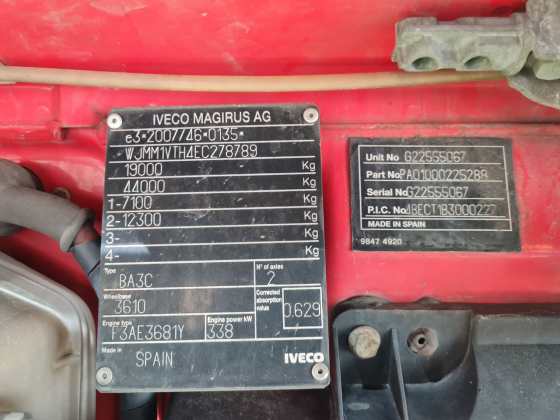 IVECO MAGIRUS AG
e3*2007/46*0135*
WJMM1VTH4EC278789
19000 Kg
44000 Kg
1-7100 Kg
2-12300 Kg
3- Kg
4- Kg
Type BA3C
N° of axles 2
Wheelbase 3610
Corrected absorption value 0.629
Engine type F3AE3681Y
Engine power kW 338
Made in SPAIN
IVECO
Unit No G22555067
Part No PA01000225288
Serial No G22555067
P.I.C. No 4BECT1B3000227
MADE IN SPAIN
9847 4920